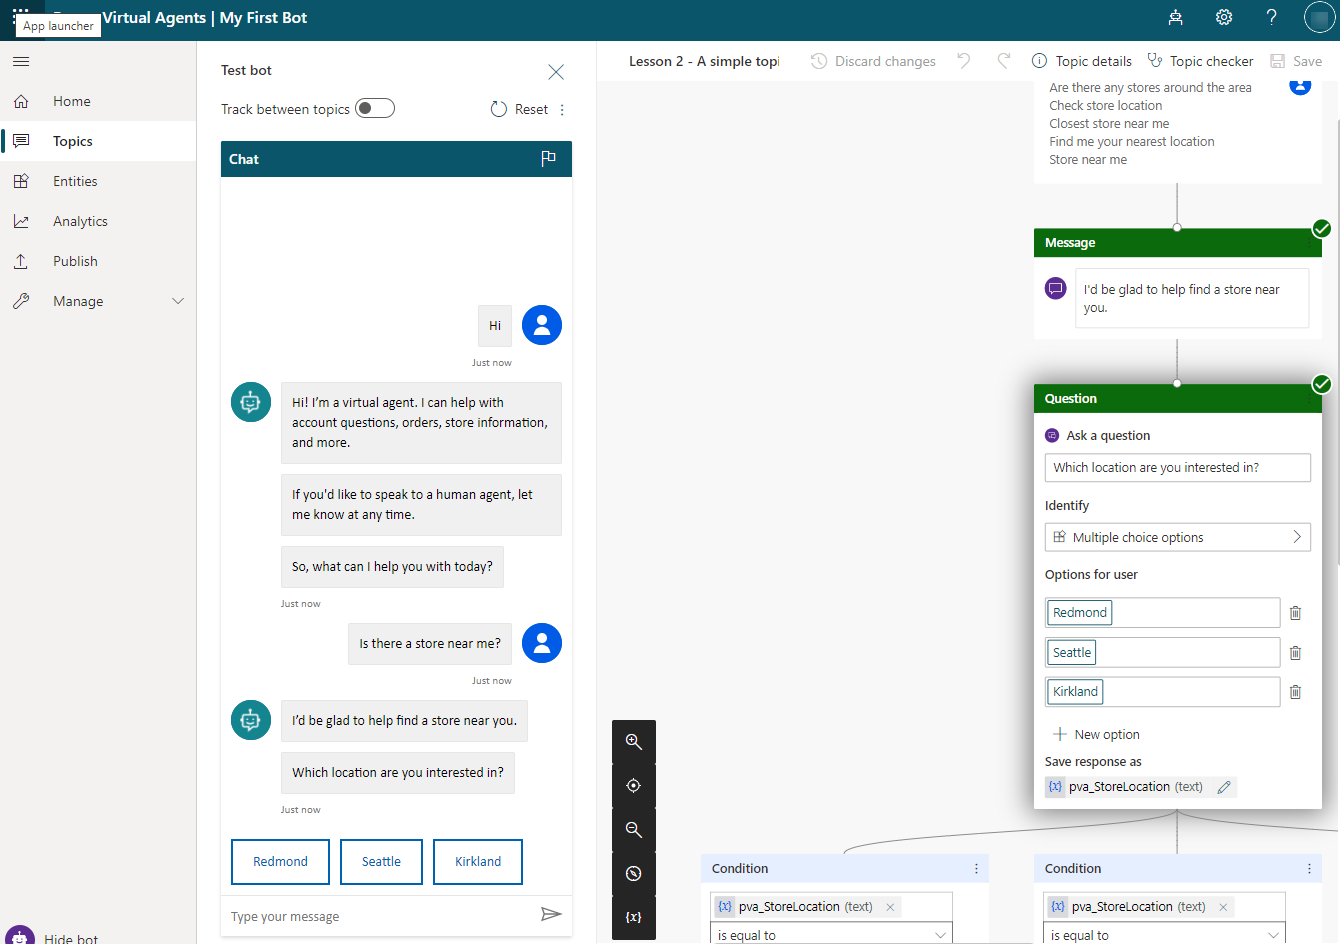 Virtual Agents | My First Bot
App launcher
Home
Topics
Entities
Analytics
Publish
Manage
Hide bot
Test bot
Track between topics
Reset
Chat
Hi
Just now
Hi! I'm a virtual agent. I can help with
account questions, orders, store information,
and more.
If you'd like to speak to a human agent, let
me know at any time.
So, what can I help you with today?
Just now
Is there a store near me?
Just now
I'd be glad to help find a store near you.
Which location are you interested in?
Just now
Redmond
Seattle
Kirkland
Type your message
Lesson 2 - A simple topi
Discard changes
Topic details
Topic checker
Save
Are there any stores around the area
Check store location
Closest store near me
Find me your nearest location
Store near me
Message
I'd be glad to help find a store near
you.
Question
Ask a question
Which location are you interested in?
Identify
Multiple choice options
Options for user
Redmond
Seattle
Kirkland
New option
Save response as
{x} pva_StoreLocation (text)
{x}
Condition
{x} pva_StoreLocation (text)
is equal to
Condition
{x} pva_StoreLocation (text)
is equal to